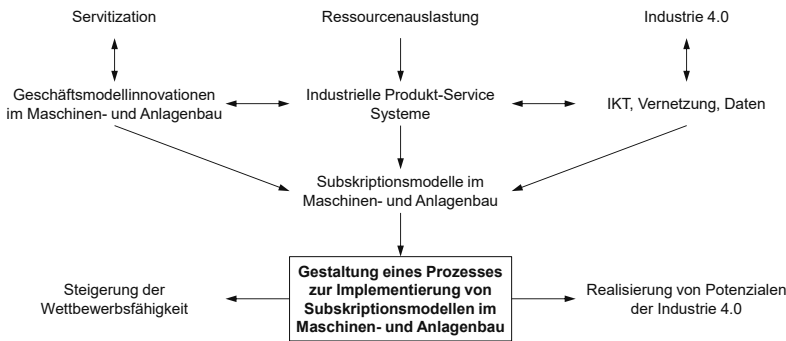 Servitization
Ressourcenauslastung
Industrie 4.0
Geschäftsmodellinnovationen
im Maschinen- und Anlagenbau
Industrielle Produkt-Service
Systeme
IKT, Vernetzung, Daten
Subskriptionsmodelle im
Maschinen- und Anlagenbau
Steigerung der
Wettbewerbsfähigkeit
Gestaltung eines Prozesses
zur Implementierung von
Subskriptionsmodellen im
Maschinen- und Anlagenbau
Realisierung von Potenzialen
der Industrie 4.0